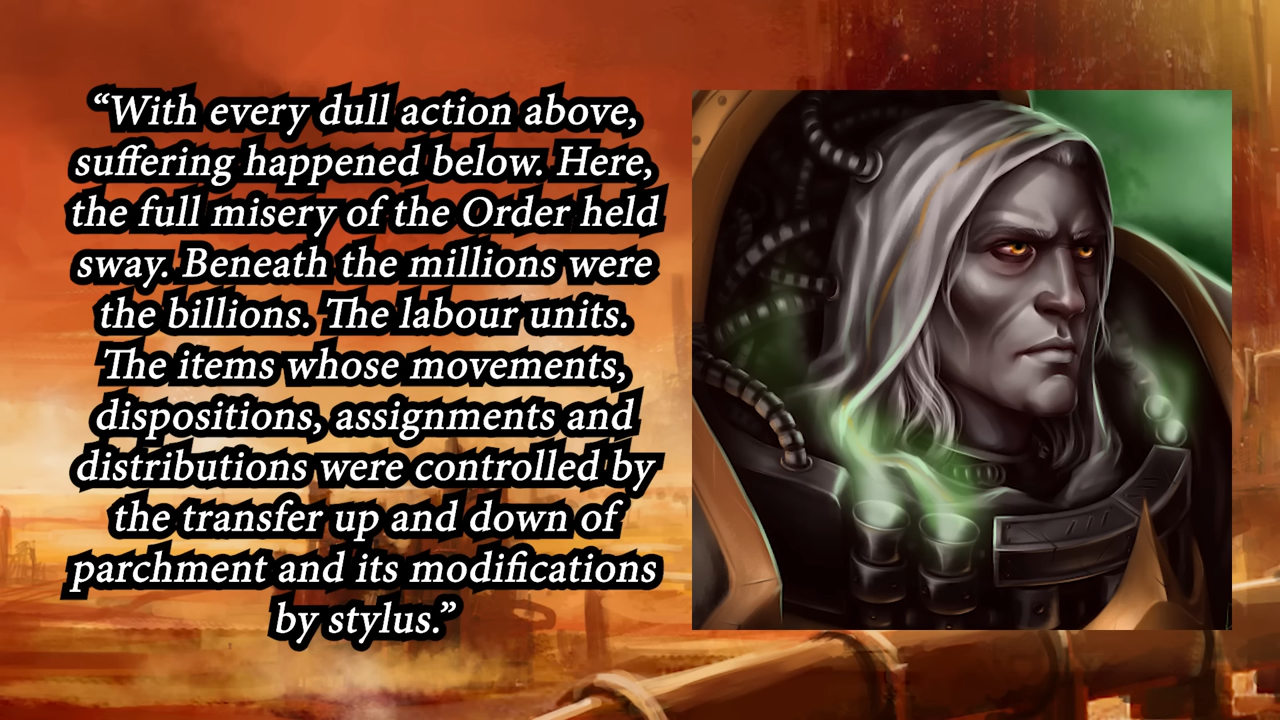 “With every dull action above,
suffering happened below. Here,
the full misery of the Order held
sway. Beneath the millions were
the billions. The labour units.
The items whose movements,
dispositions, assignments and
distributions were controlled by
the transfer up and down of
parchment and its modifications
by stylus.”